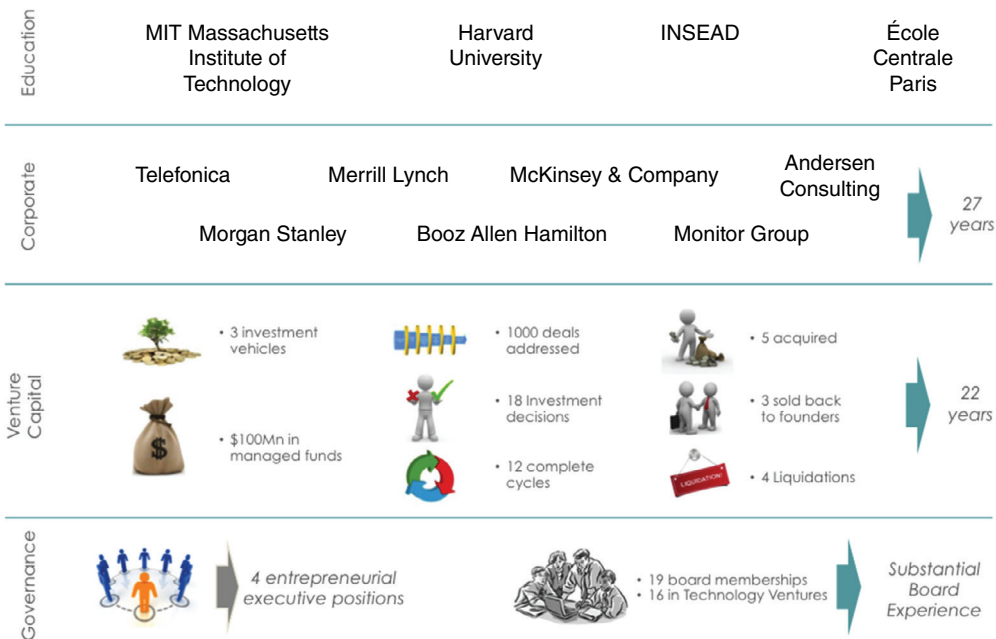 Education
MIT Massachusetts
Institute of
Technology
Harvard
University
INSEAD
École
Centrale
Paris
Corporate
Telefonica
Merrill Lynch
McKinsey & Company
Andersen
Consulting
Morgan Stanley
Booz Allen Hamilton
Monitor Group
27
years
Venture
Capital
• 3 investment
vehicles
• $100Mn in
managed funds
$
• 1000 deals
addressed
• 18 Investment
decisions
• 12 complete
cycles
• 5 acquired
• 3 sold back
to founders
LIQUIDATION!
• 4 Liquidations
22
years
Governance
4 entrepreneurial
executive positions
• 19 board memberships
• 16 in Technology Ventures
Substantial
Board
Experience